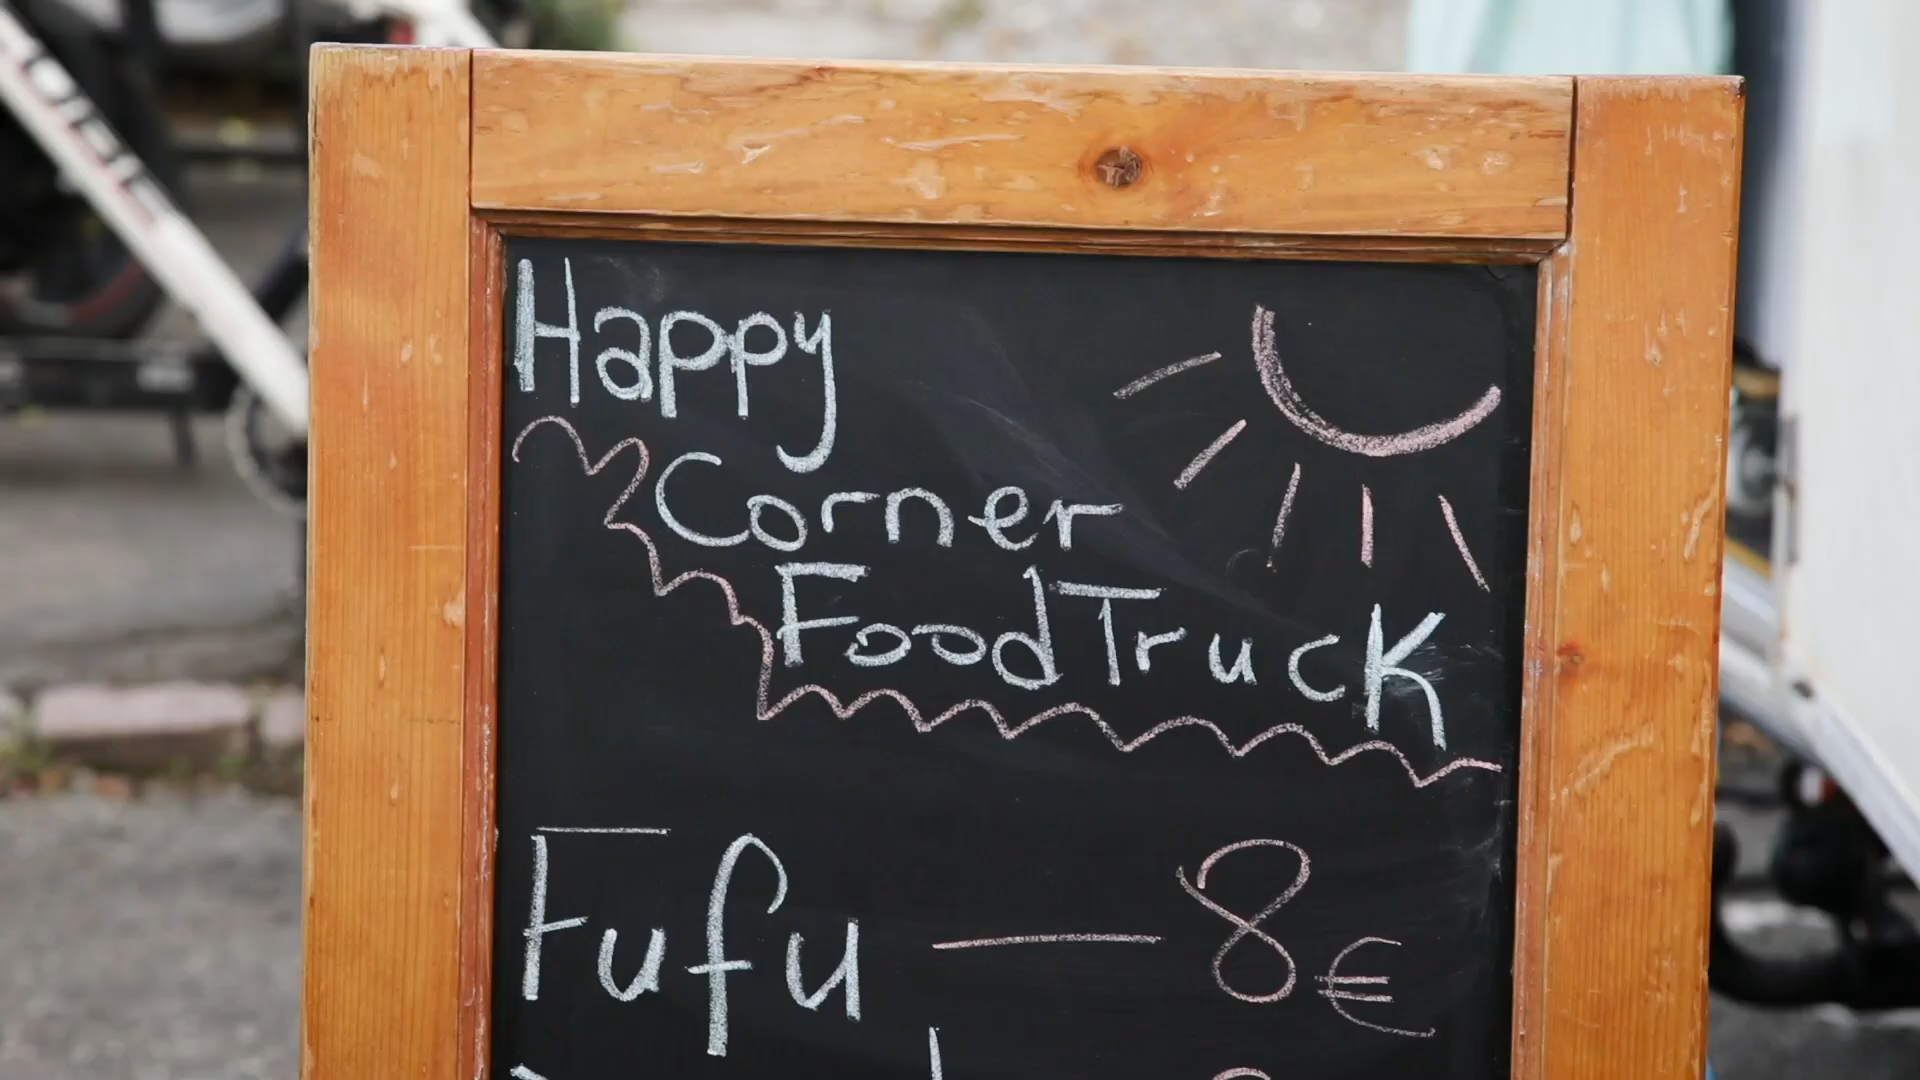 Happy
Corner
FoodTruck
Fufu — 8€